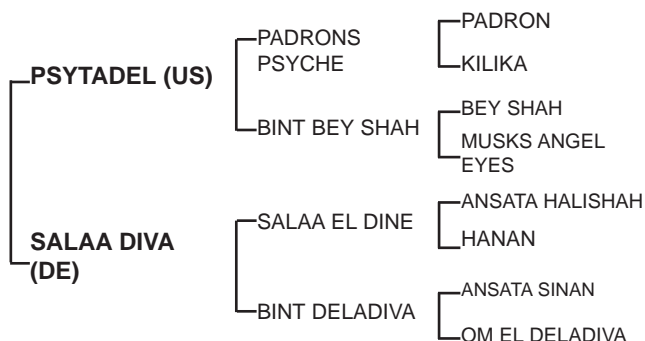 PSYTADEL (US)
PADRONS
PSYCHE
PADRON
KILIKA
BINT BEY SHAH
BEY SHAH
MUSKS ANGEL
EYES
SALAA DIVA
(DE)
SALAA EL DINE
ANSATA HALISHAH
HANAN
BINT DELADIVA
ANSATA SINAN
OM EL DELADIVA